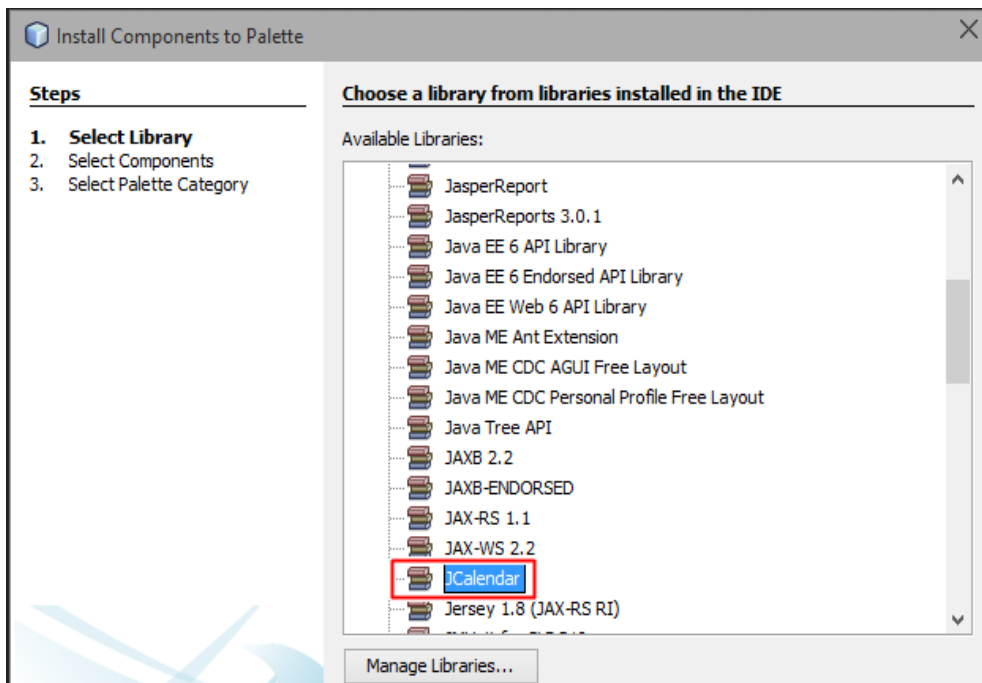 Install Components to Palette
Steps
1. Select Library
2. Select Components
3. Select Palette Category
Choose a library from libraries installed in the IDE
Available Libraries:
JasperReport
JasperReports 3.0.1
Java EE 6 API Library
Java EE 6 Endorsed API Library
Java EE Web 6 API Library
Java ME Ant Extension
Java ME CDC AGUI Free Layout
Java ME CDC Personal Profile Free Layout
Java Tree API
JAXB 2.2
JAXB-ENDORSED
JAX-RS 1.1
JAX-WS 2.2
JCalendar
Jersey 1.8 (JAX-RS RI)
Manage Libraries...